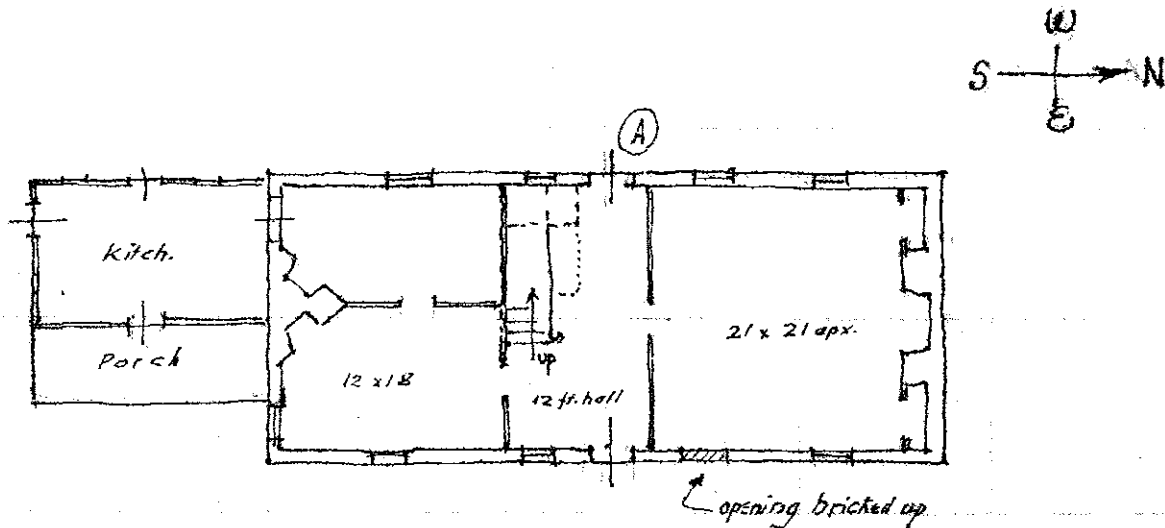 W
S N
E
A
Kitch.
Porch
12 x 18
up
12 ft. hall
21 x 21 apx.
opening bricked up